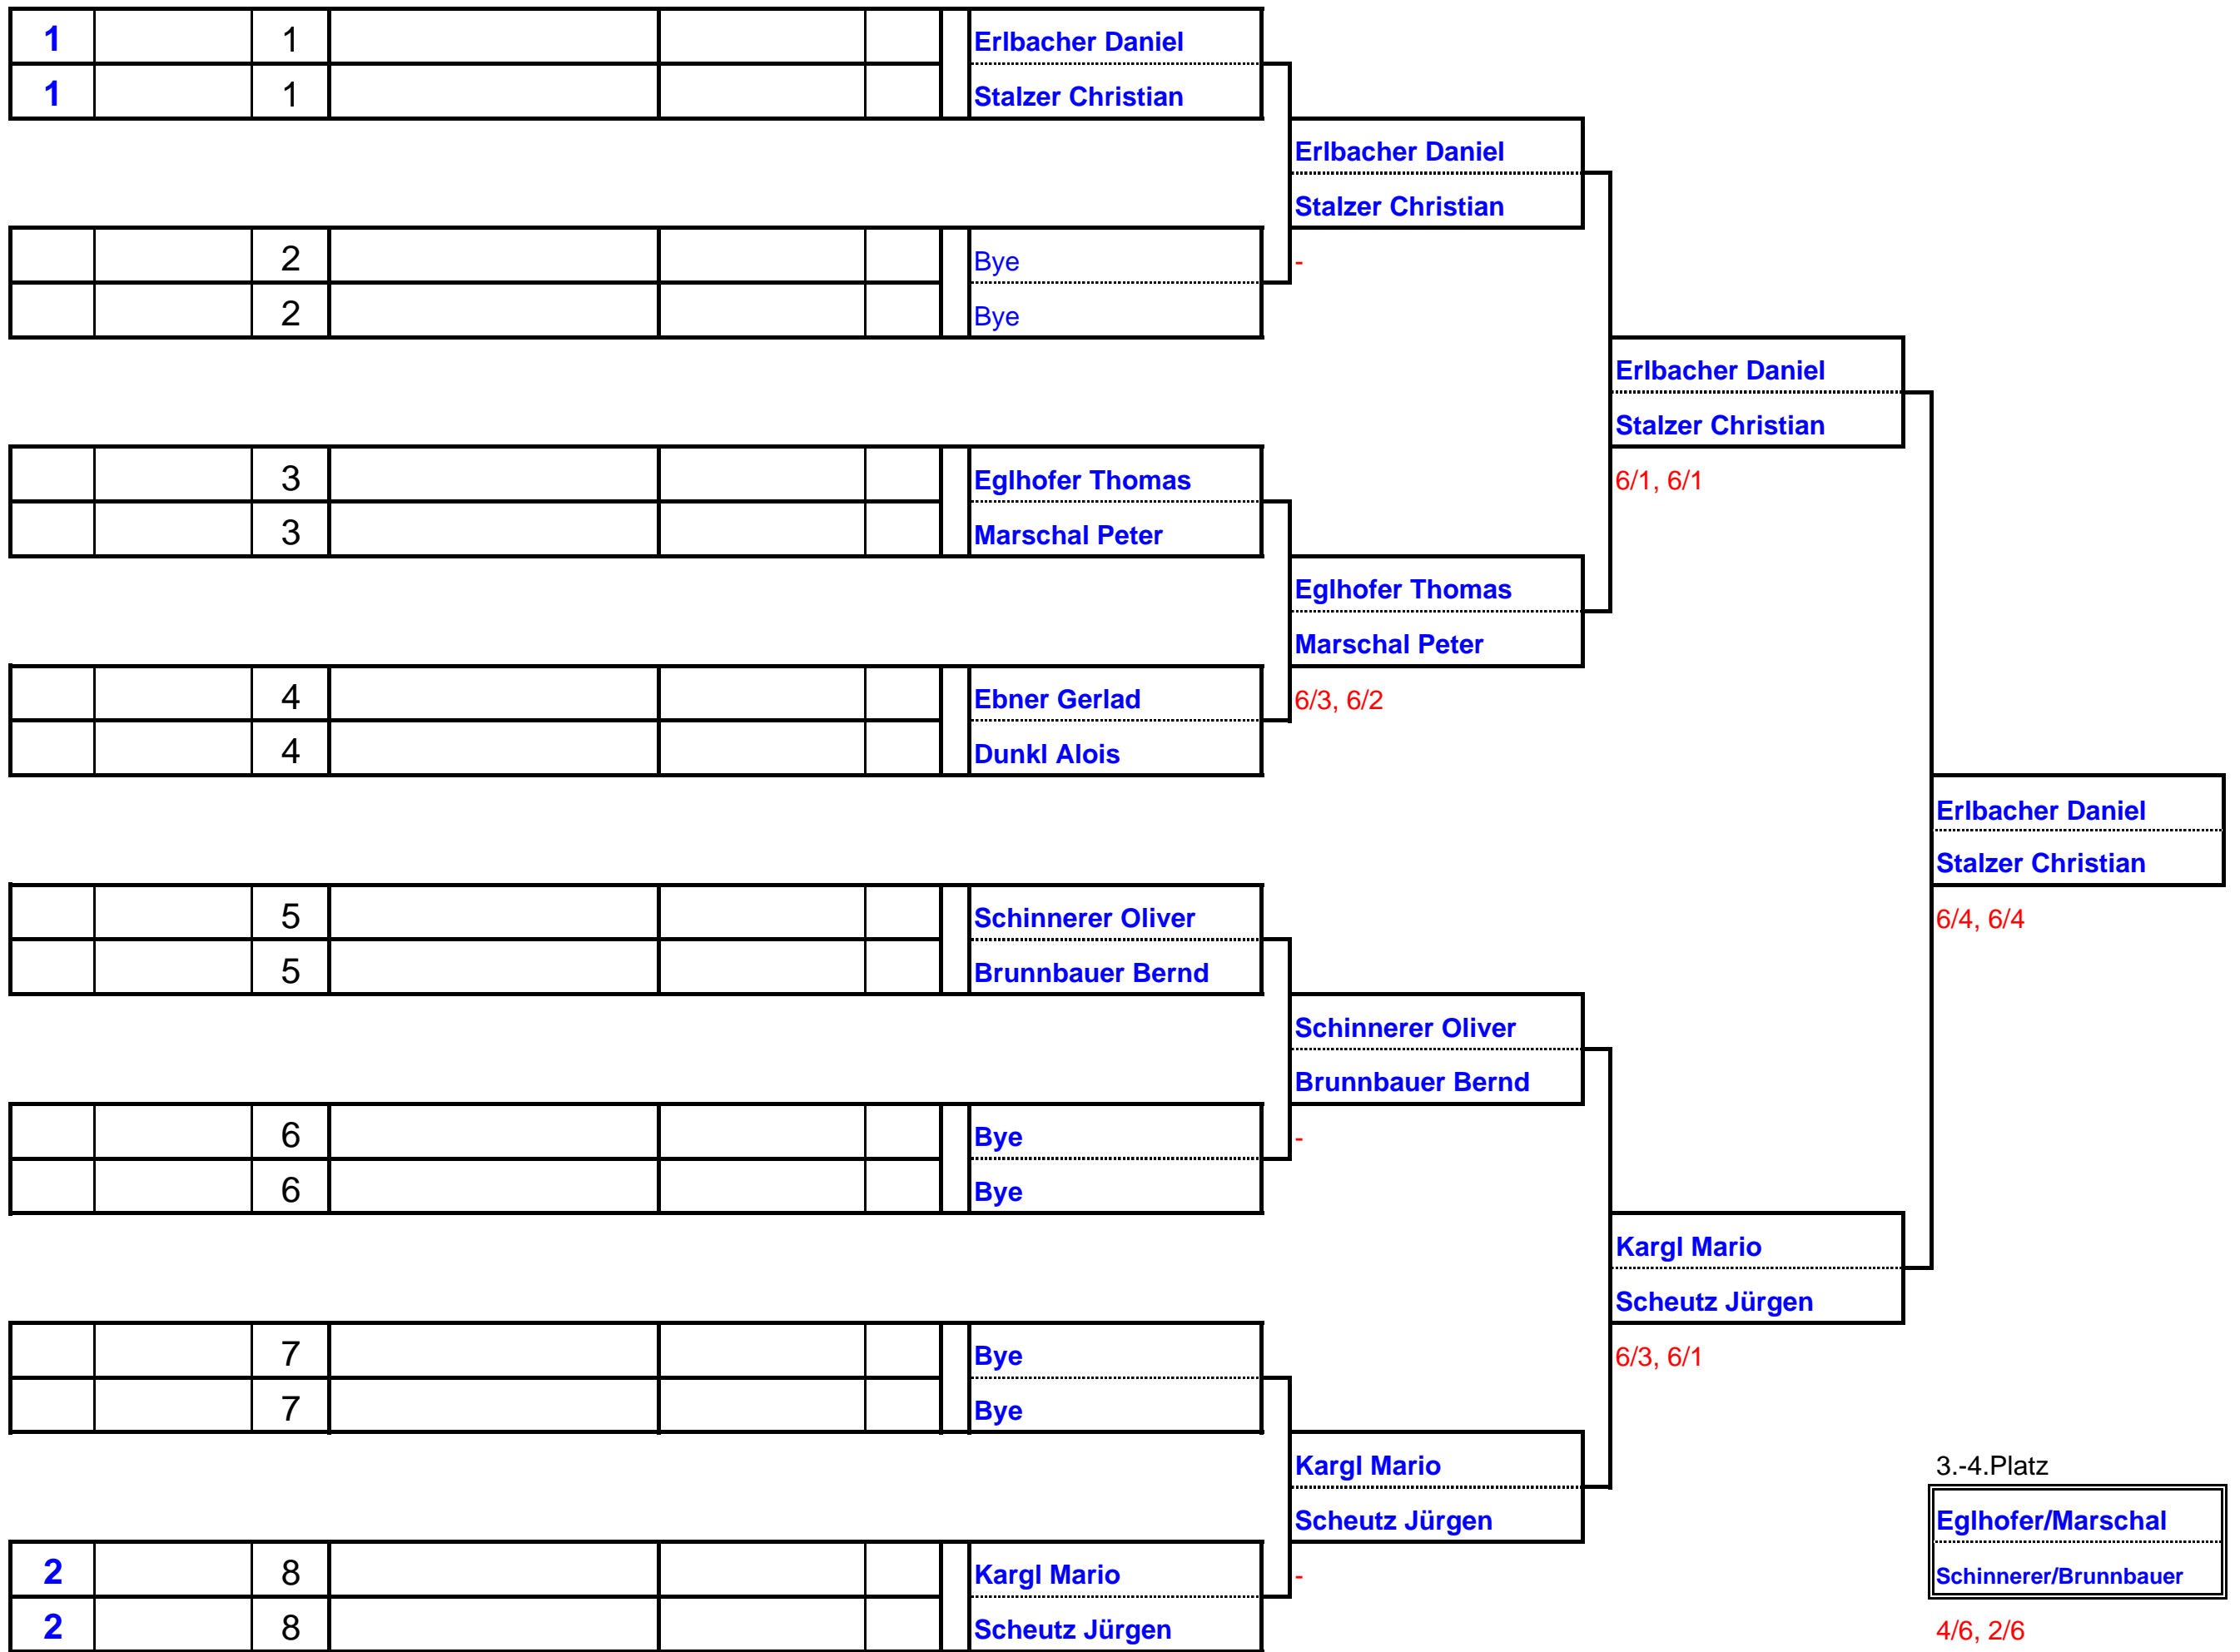 1 1 Erlbacher Daniel
1 1 Stalzer Christian
Erlbacher Daniel
Stalzer Christian
2 Bye -
2 Bye
Erlbacher Daniel
Stalzer Christian
3 Eglhofer Thomas 6/1, 6/1
3 Marschal Peter
Eglhofer Thomas
Marschal Peter
4 Ebner Gerlad 6/3, 6/2
4 Dunkl Alois
Erlbacher Daniel
Stalzer Christian
5 Schinnerer Oliver 6/4, 6/4
5 Brunnbauer Bernd
Schinnerer Oliver
Brunnbauer Bernd
6 Bye -
6 Bye
Kargl Mario
Scheutz Jürgen
7 Bye 6/3, 6/1
7 Bye
Kargl Mario 3.-4.Platz
Scheutz Jürgen Eglhofer/Marschal
2 8 Kargl Mario - Schinnerer/Brunnbauer
2 8 Scheutz Jürgen 4/6, 2/6